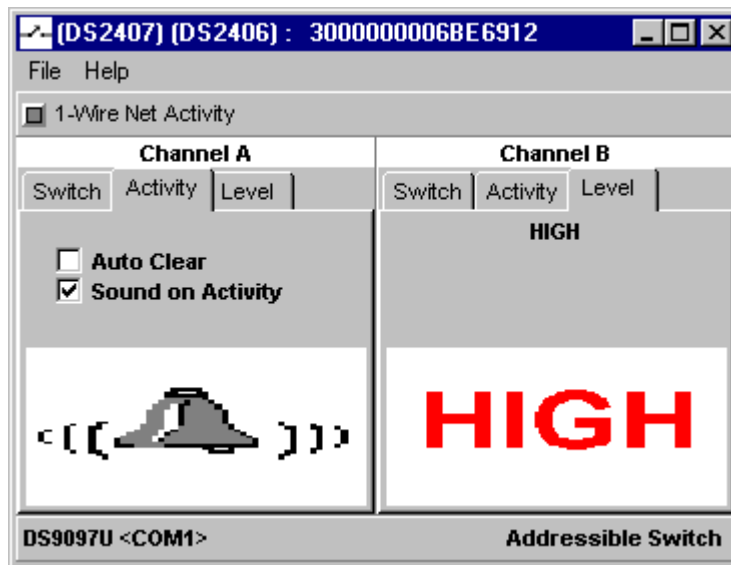 (DS2407) (DS2406) : 3000000006BE6912
File Help
1-Wire Net Activity
Channel A
Channel B
Switch Activity Level
Switch Activity Level
Auto Clear
Sound on Activity
HIGH
HIGH
DS9097U <COM1>
Addressible Switch